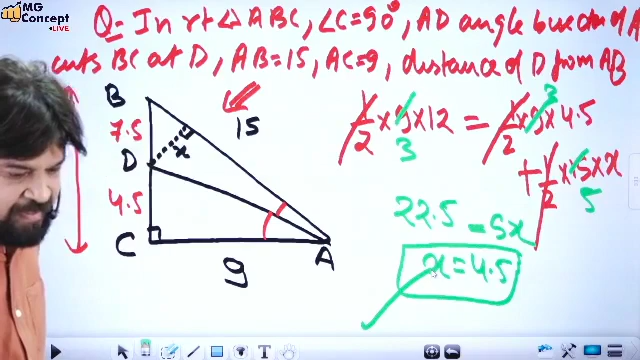 MG
Concept
.LIVE
Q- In rt △ ABC, ∠C=90°, AD angle bisector of A
cuts BC at D, AB=15, AC=9, distance of D from AB
B
7.5
15
D
x
4.5
C
9
A
1/2 × 9 × 12 = 1/2 × 9 × 4.5
3
3
+ 1/2 × 15 × x
5
22.5 = 5x
x = 4.5
T